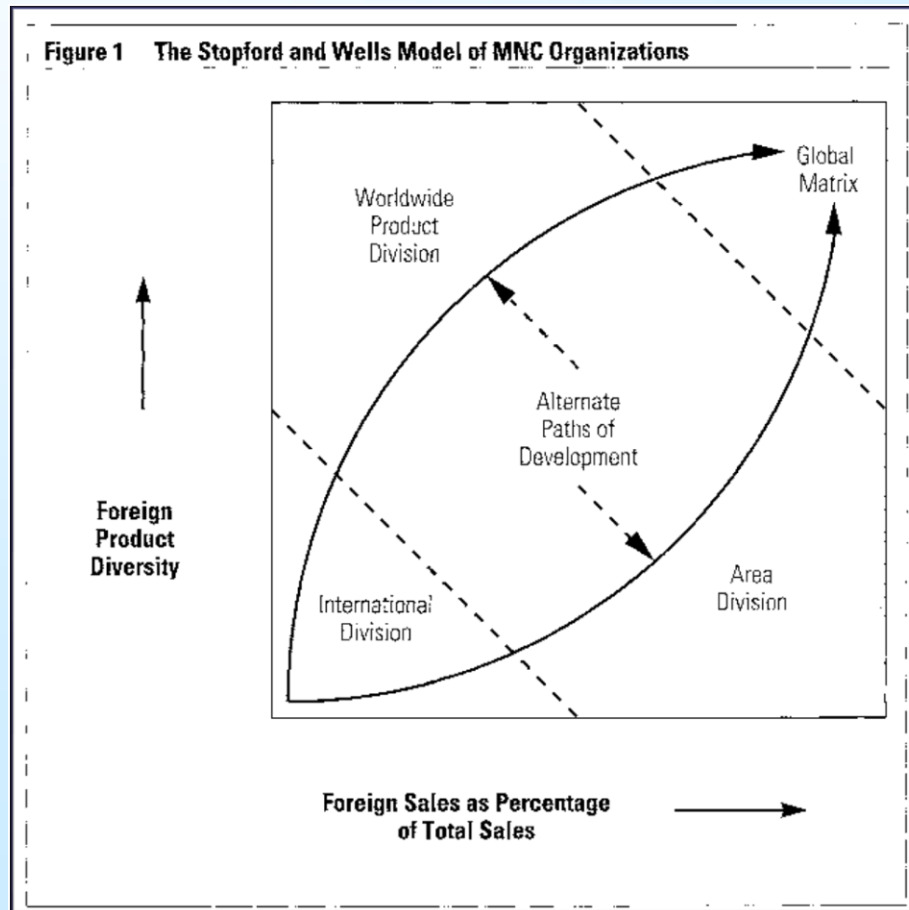 Figure 1 The Stopford and Wells Model of MNC Organizations
Global
Matrix
Worldwide
Product
Division
Alternate
Paths of
Development
Foreign
Product
Diversity
International
Division
Area
Division
Foreign Sales as Percentage
of Total Sales